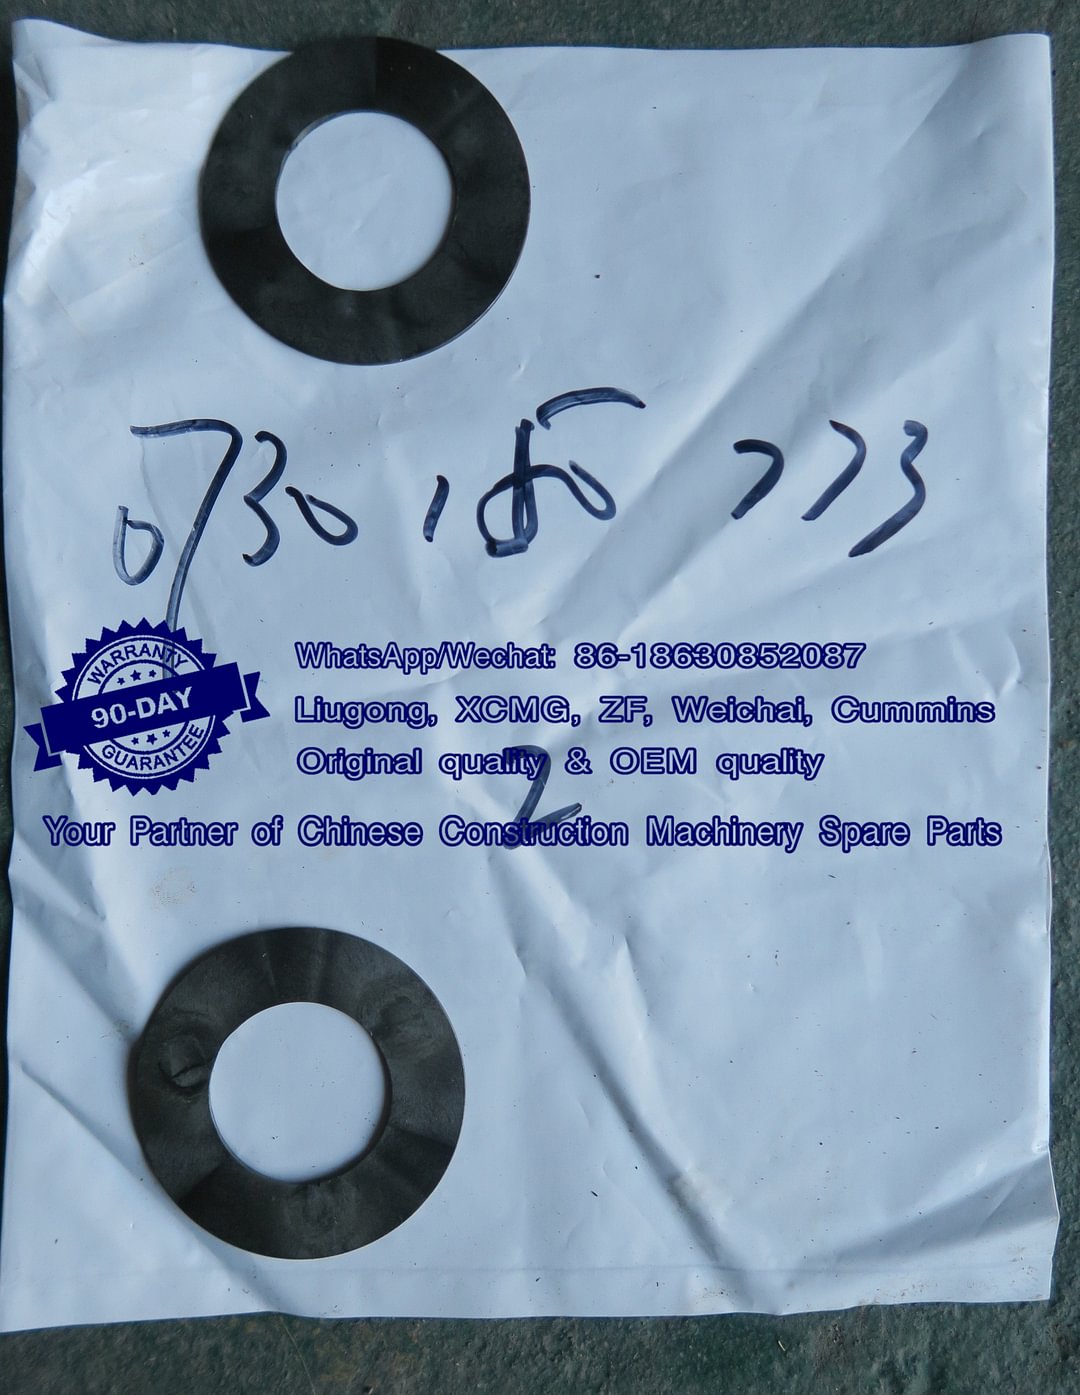 0730 150 773
WARRANTY
90-DAY
GUARANTEE
WhatsApp/Wechat: 86-18630852087
Liugong, XCMG, ZF, Weichai, Cummins
Original quality & OEM quality
2
Your Partner of Chinese Construction Machinery Spare Parts